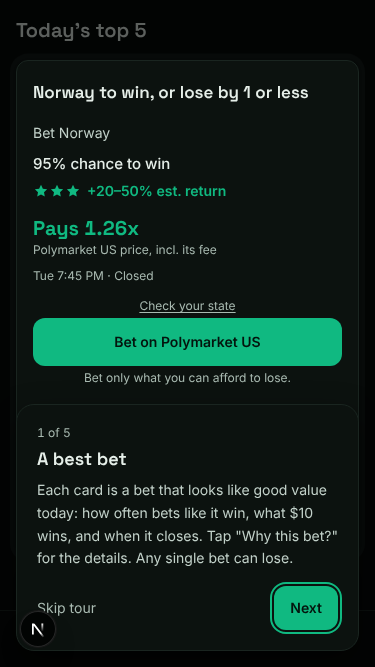 Today's top 5
Norway to win, or lose by 1 or less
Bet Norway
95% chance to win
★★★ +20–50% est. return
Pays 1.26x
Polymarket US price, incl. its fee
Tue 7:45 PM · Closed
Check your state
Bet on Polymarket US
Bet only what you can afford to lose.
1 of 5
A best bet
Each card is a bet that looks like good value
today: how often bets like it win, what $10
wins, and when it closes. Tap "Why this bet?"
for the details. Any single bet can lose.
Skip tour
Next
N